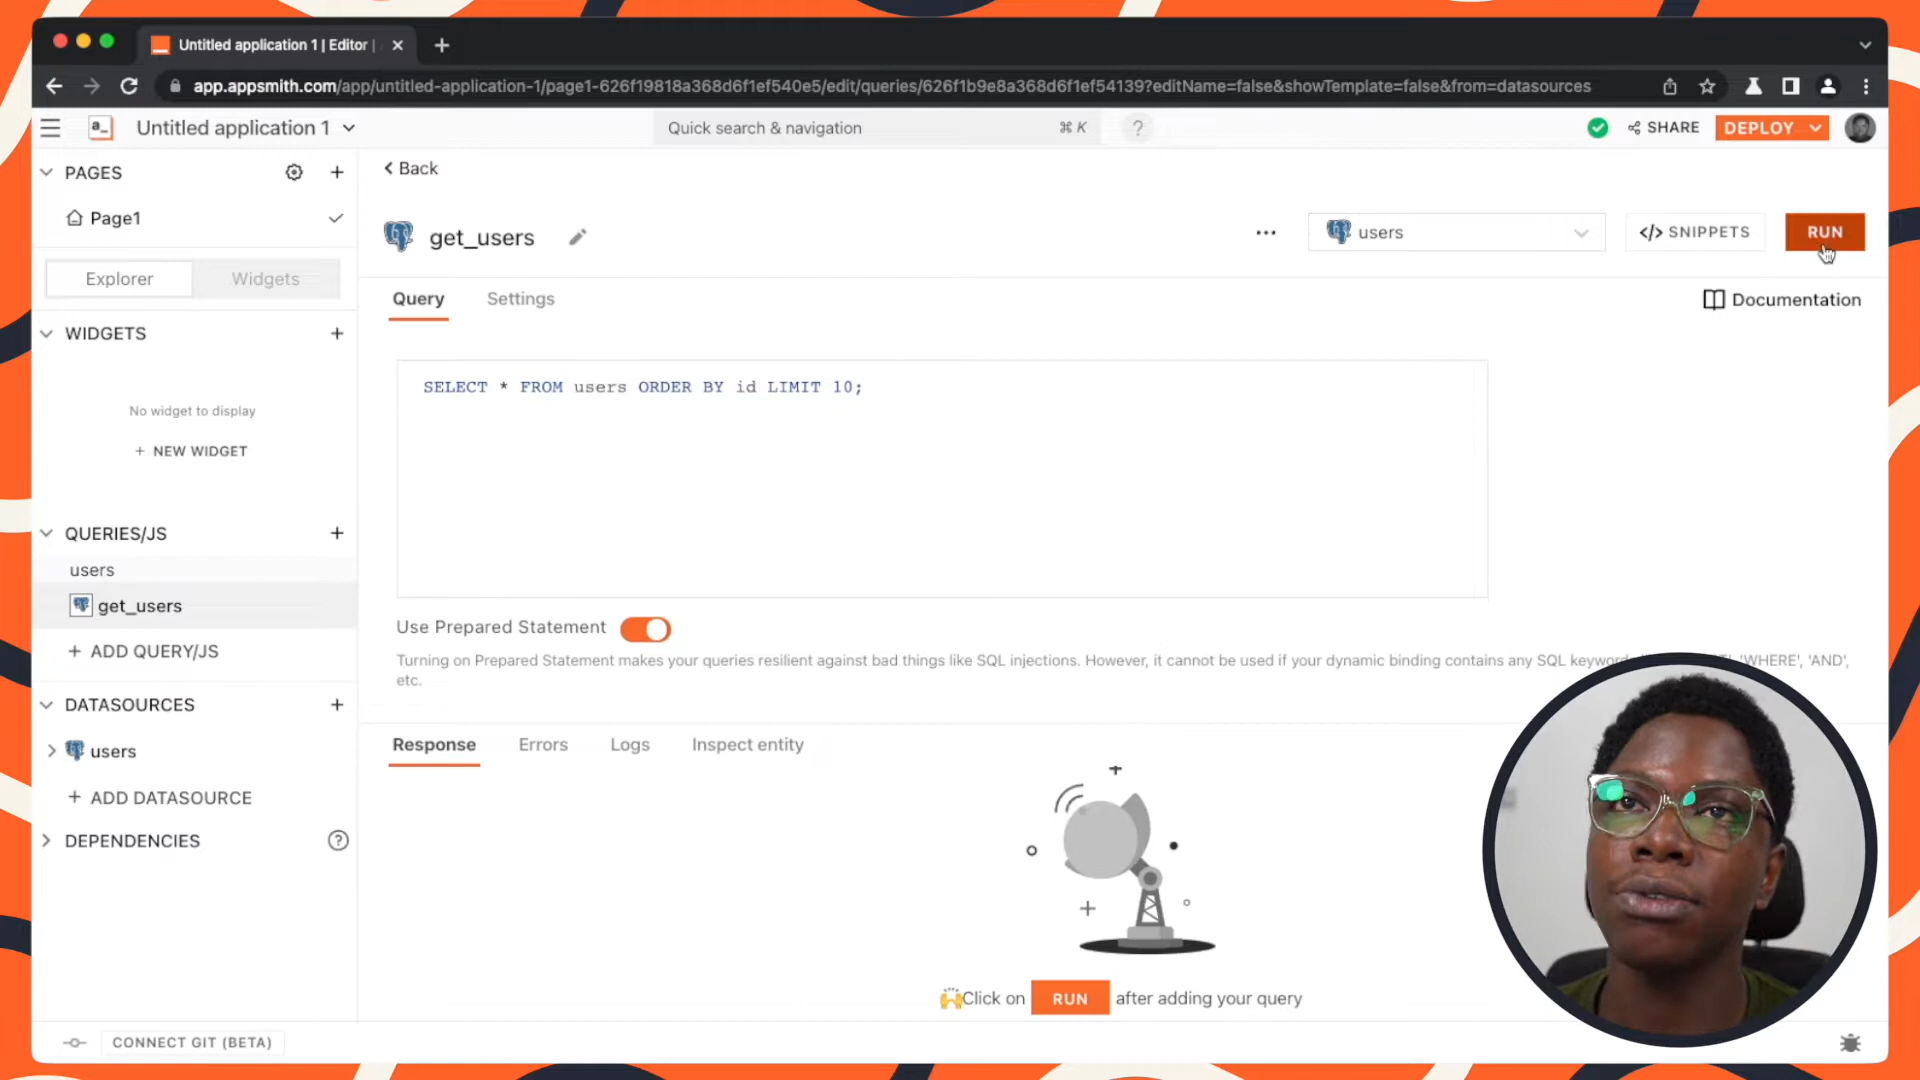 Untitled application 1 | Editor |
app.appsmith.com/app/untitled-application-1/page1-626f19818a368d6f1ef540e5/edit/queries/626f1b9e8a368d6f1ef54139?editName=false&showTemplate=false&from=datasources
a_
Untitled application 1
Quick search & navigation
⌘ K
?
SHARE
DEPLOY
PAGES
Page1
Explorer
Widgets
WIDGETS
No widget to display
+ NEW WIDGET
QUERIES/JS
users
get_users
+ ADD QUERY/JS
DATASOURCES
users
+ ADD DATASOURCE
DEPENDENCIES
?
CONNECT GIT (BETA)
Back
get_users
users
</> SNIPPETS
RUN
Query
Settings
Documentation
SELECT * FROM users ORDER BY id LIMIT 10;
Use Prepared Statement
Turning on Prepared Statement makes your queries resilient against bad things like SQL injections. However, it cannot be used if your dynamic binding contains any SQL 'WHERE', 'AND',
etc.
Response
Errors
Logs
Inspect entity
Click on RUN after adding your query